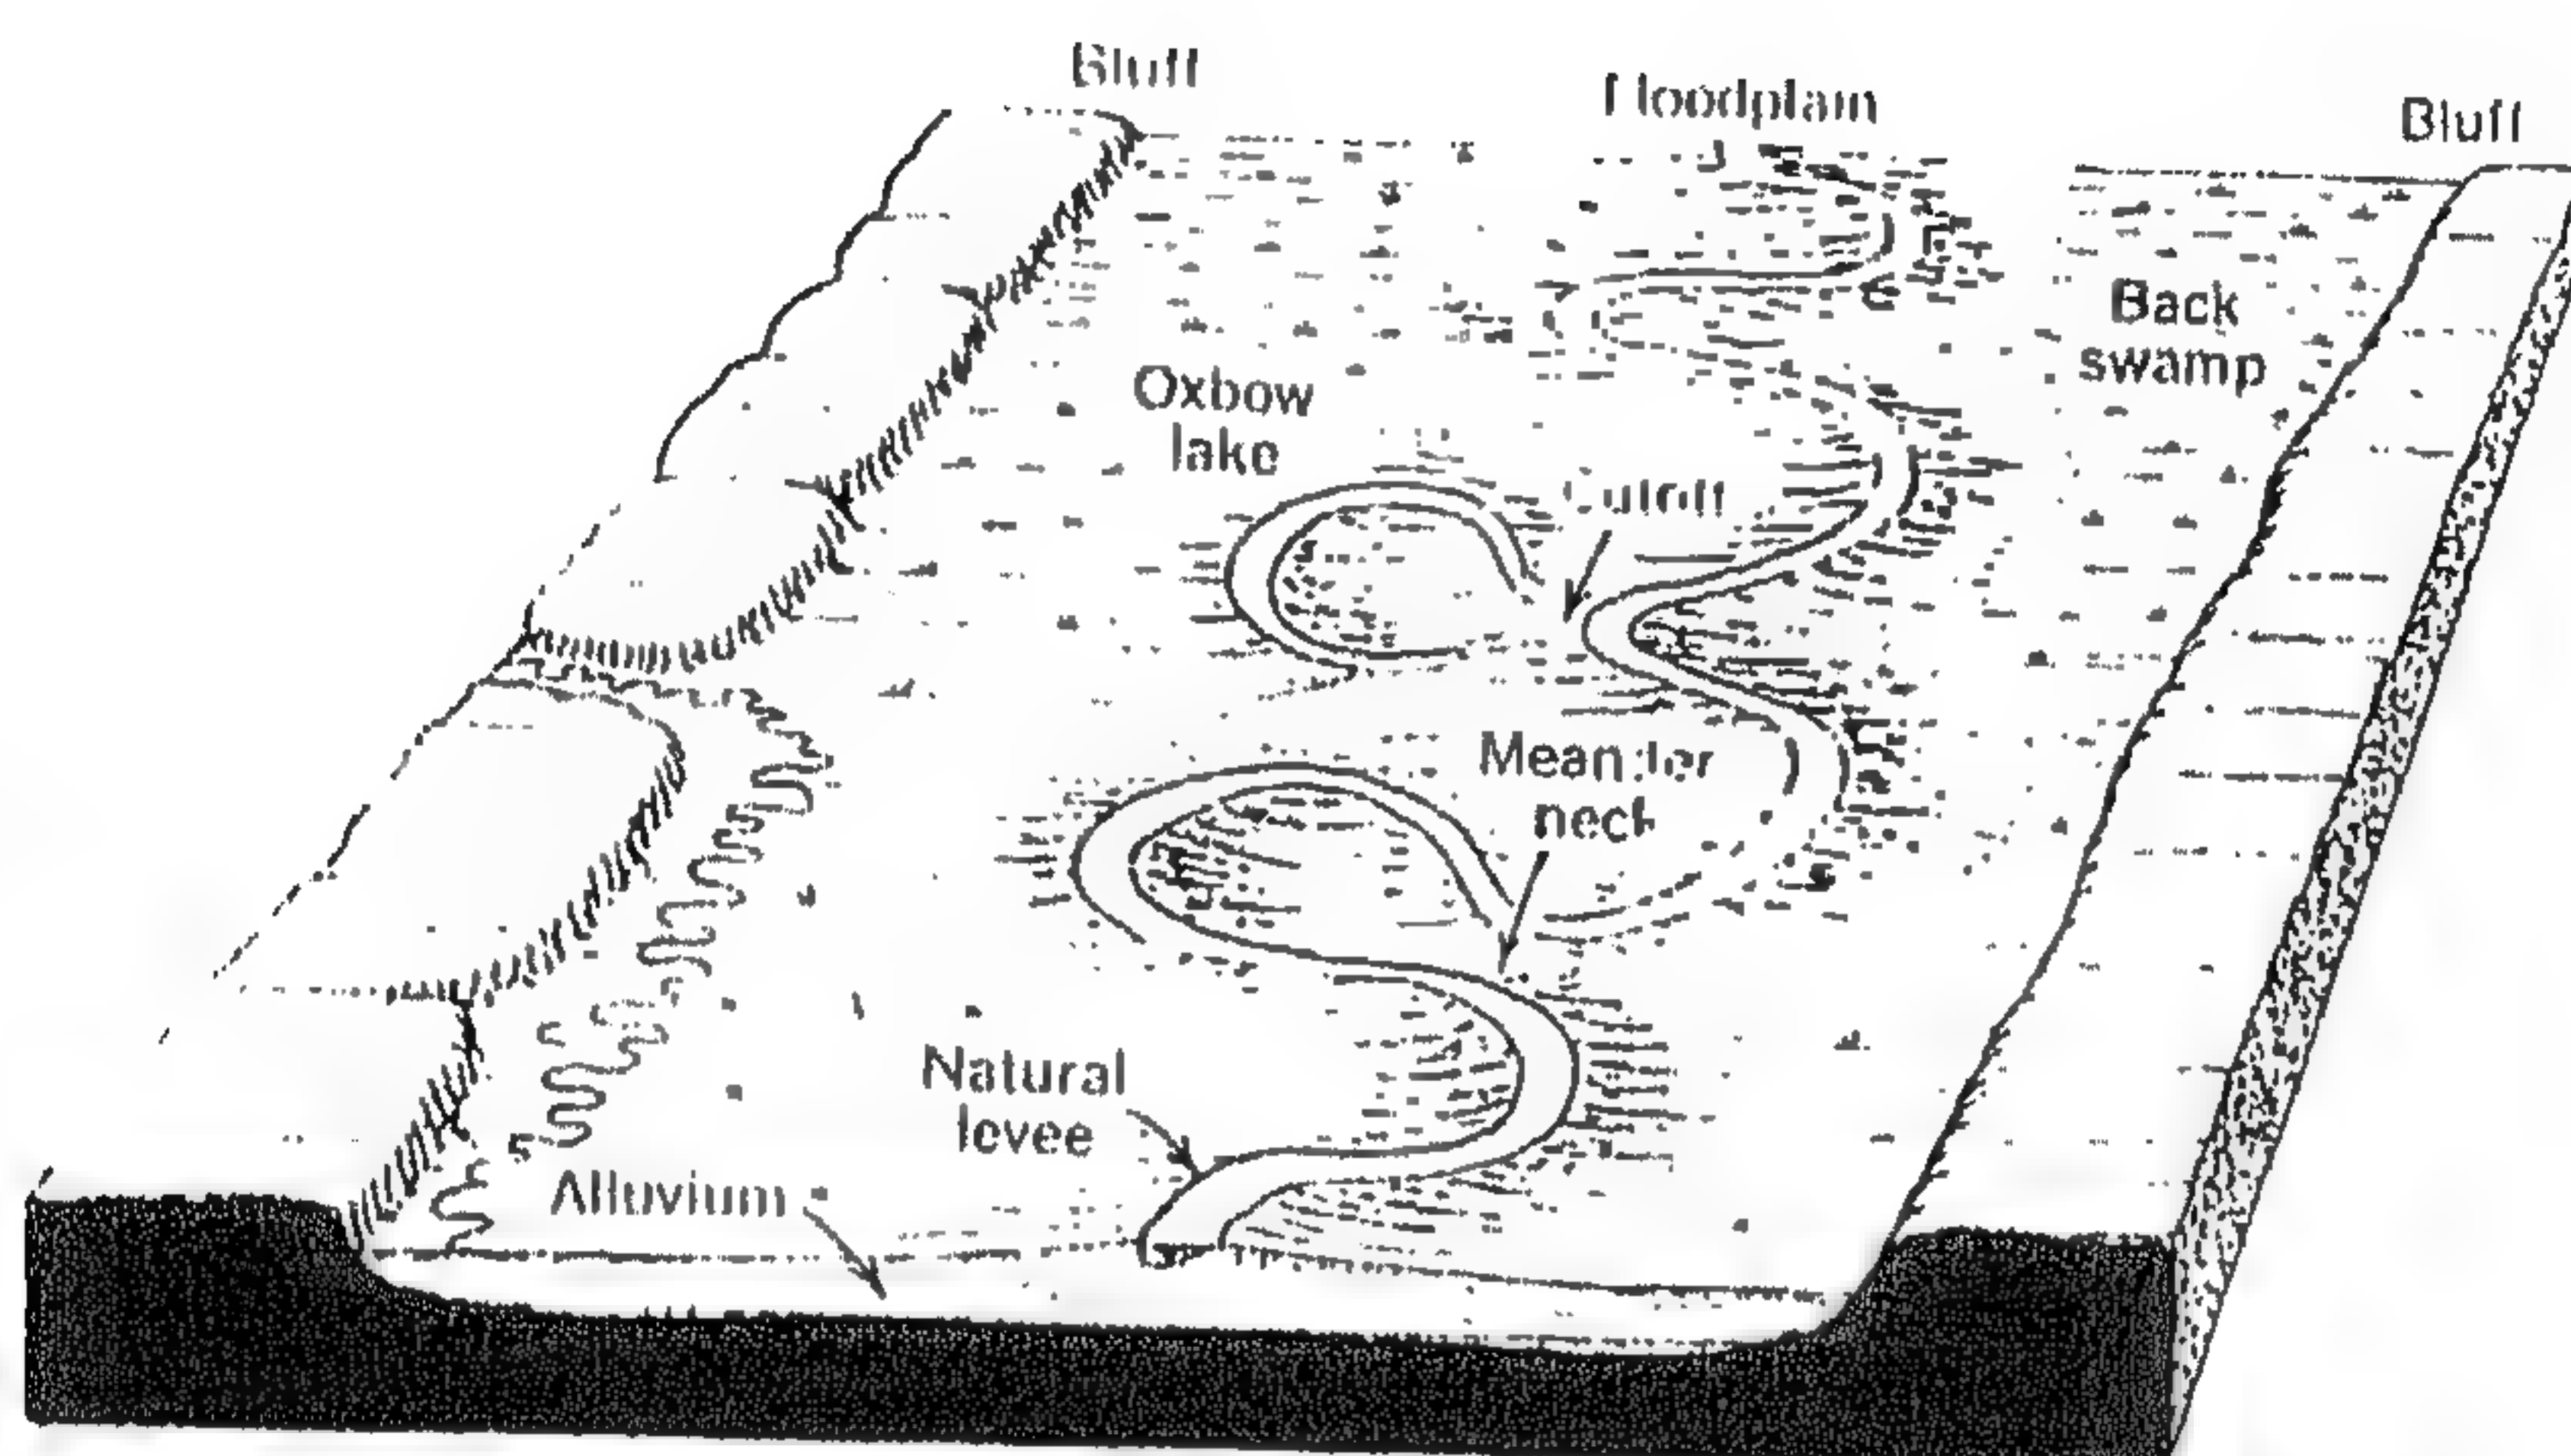 Bluff
Floodplain
Bluff
Back
swamp
Oxbow
lake
Cutoff
Meander
neck
Natural
levee
Alluvium